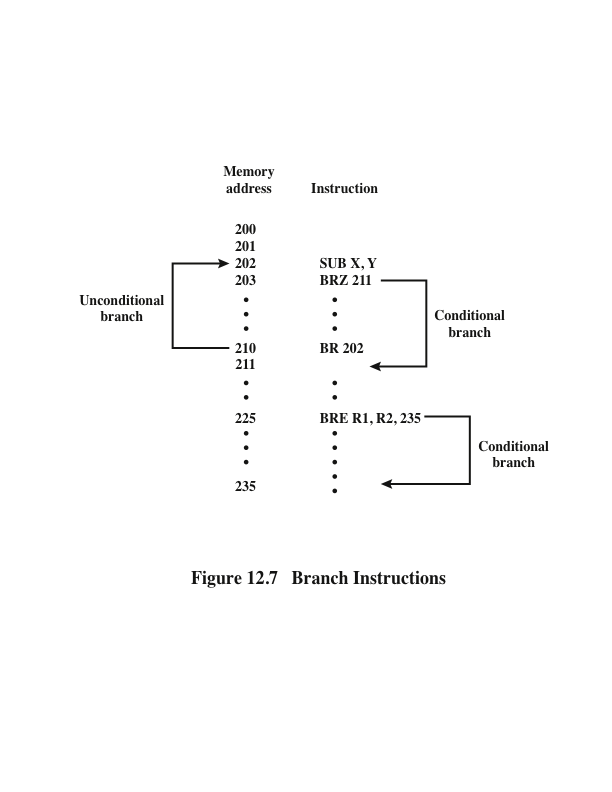 Memory
address Instruction
200
201
202 SUB X, Y
203 BRZ 211
Unconditional
branch
Conditional
branch
210 BR 202
211
225 BRE R1, R2, 235
Conditional
branch
235
Figure 12.7 Branch Instructions